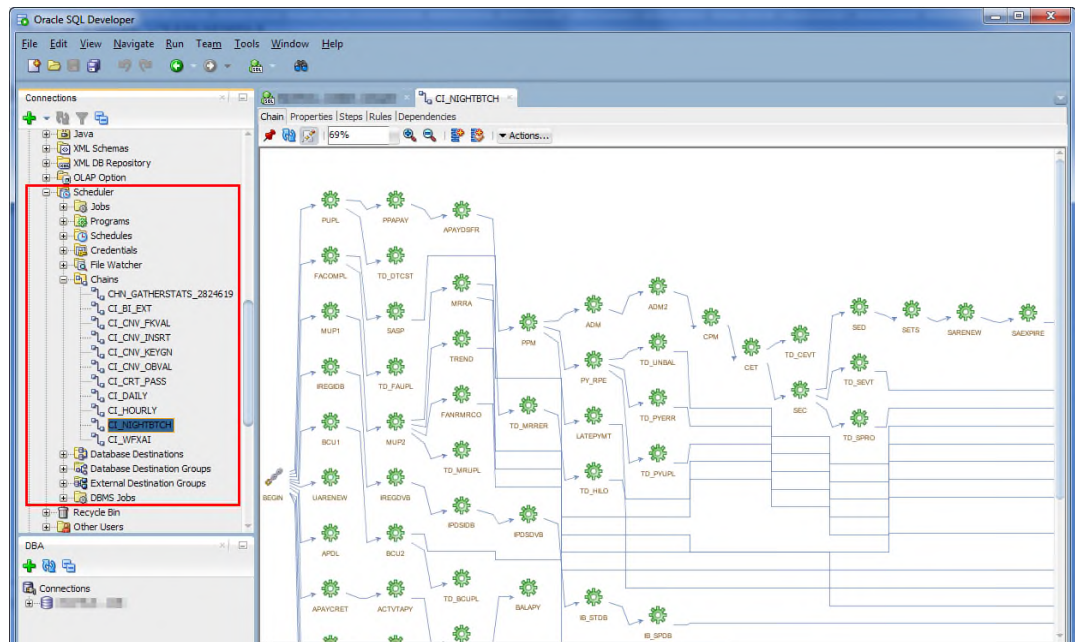 Oracle SQL Developer
File Edit View Navigate Run Team Tools Window Help
Connections
CI_NIGHTBTCH
Chain Properties Steps Rules Dependencies
69%
Actions...
Java
XML Schemas
XML DB Repository
OLAP Option
Scheduler
Jobs
Programs
Schedules
Credentials
File Watcher
Chains
CHN_GATHERSTATS_2824619
CI_BI_EXT
CI_CNV_FKVAL
CI_CNV_INSRT
CI_CNV_KEYGN
CI_CNV_OBVAL
CI_CRT_PASS
CI_DAILY
CI_HOURLY
CI_NIGHTBTCH
CI_WFXAI
Database Destinations
Database Destination Groups
External Destination Groups
DBMS Jobs
Recycle Bin
Other Users
DBA
Connections
PUPL PPAPAY APAYDSFR
FACOMPL TD_DTCST
MRRA ADM ADM2
MUP1 SASP PPM CPM SED SETS SARENEW SAEXPIRE
TREND TD_UNBAL CET TD_CEVT
IREGIDB TD_FAUPL PY_RPE TD_SEVT
FANRMRCO TD_MRRER TD_PYERR SEC
BCU1 MUP2 LATEPYMT TD_SPRO
TD_MRUPL TD_HILO TD_PYUPL
BEGIN UARENEW IREGDVB
IPDSIDB IPDSDVB
APDL BCU2
TD_BCUPL BALAPY
APAYCRET ACTVTAPY IB_STDB
IB_SPDB